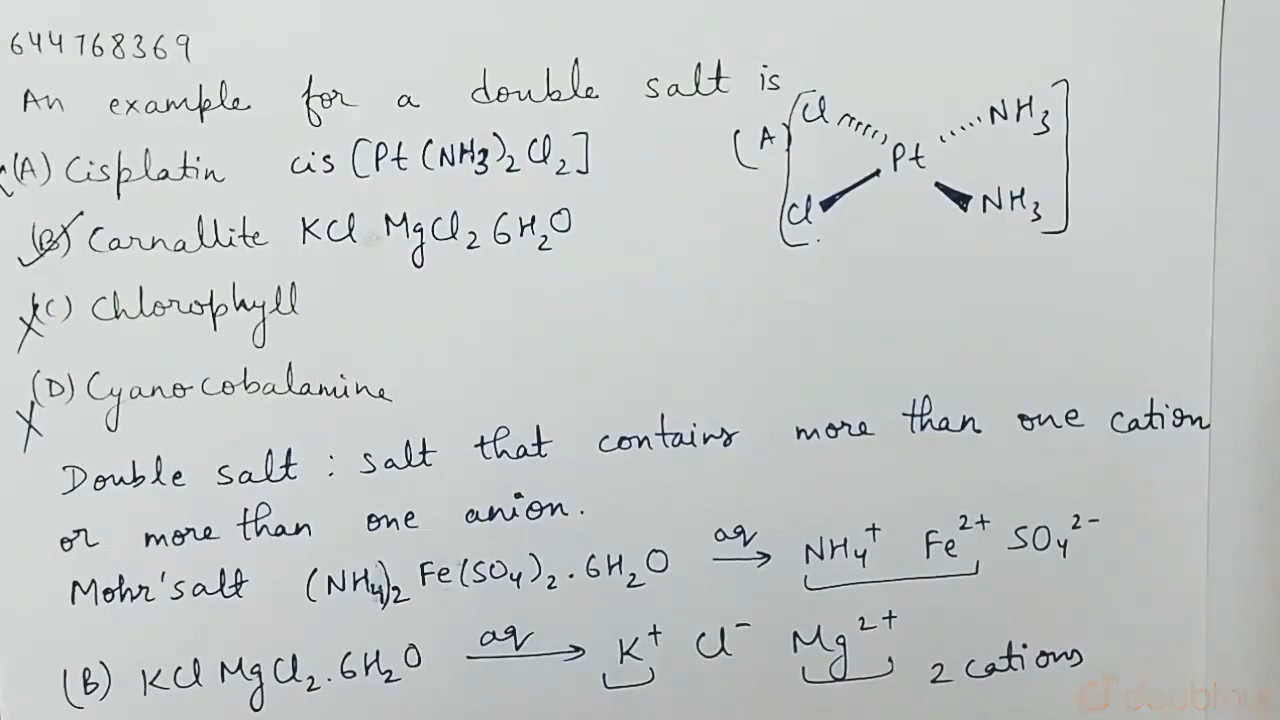 644768369
An example for a double salt is
(A) Cisplatin cis [Pt(NH3)2Cl2]
(B) Carnallite KCl MgCl2 6H2O
(C) Chlorophyll
(D) Cyanocobalamine
(A) Cl Pt NH3
Cl NH3
Double salt : salt that contains more than one cation
or more than one anion.
Mohr's salt (NH4)2 Fe(SO4)2 . 6H2O aq → NH4+ Fe2+ SO42-
(B) KCl MgCl2 . 6H2O aq → K+ Cl- Mg2+ 2 cations
doubtnut